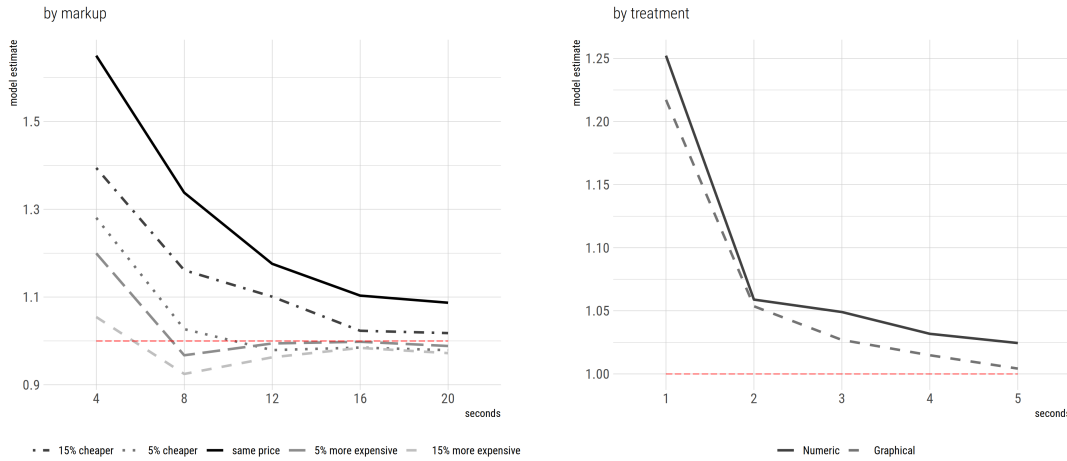 by markup
model estimate
1.5
1.3
1.1
0.9
4 8 12 16 20
seconds
15% cheaper 5% cheaper same price 5% more expensive 15% more expensive
by treatment
model estimate
1.25
1.20
1.15
1.10
1.05
1.00
1 2 3 4 5
seconds
Numeric Graphical